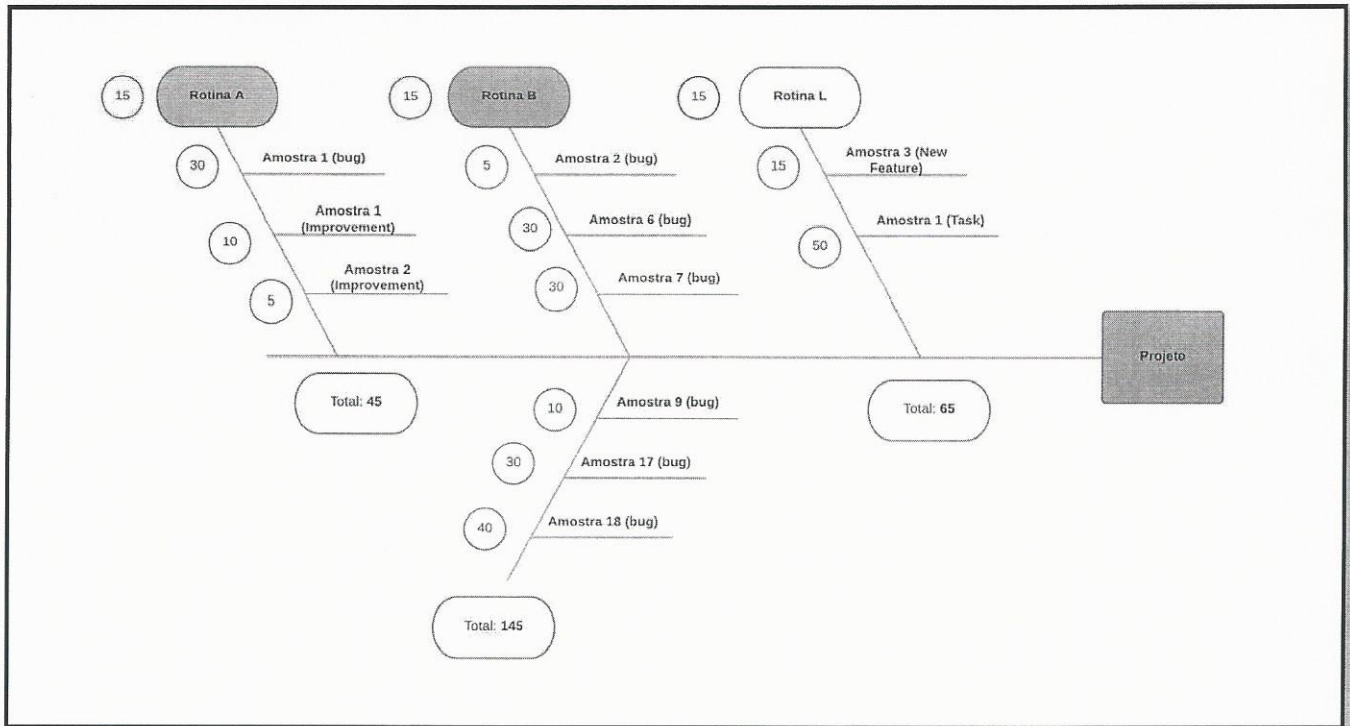 15
Rotina A
15
Rotina B
15
Rotina L
30
Amostra 1 (bug)
10
Amostra 1
(Improvement)
5
Amostra 2
(Improvement)
5
Amostra 2 (bug)
30
Amostra 6 (bug)
30
Amostra 7 (bug)
15
Amostra 3 (New
Feature)
50
Amostra 1 (Task)
Projeto
Total: 45
10
Amostra 9 (bug)
30
Amostra 17 (bug)
40
Amostra 18 (bug)
Total: 145
Total: 65